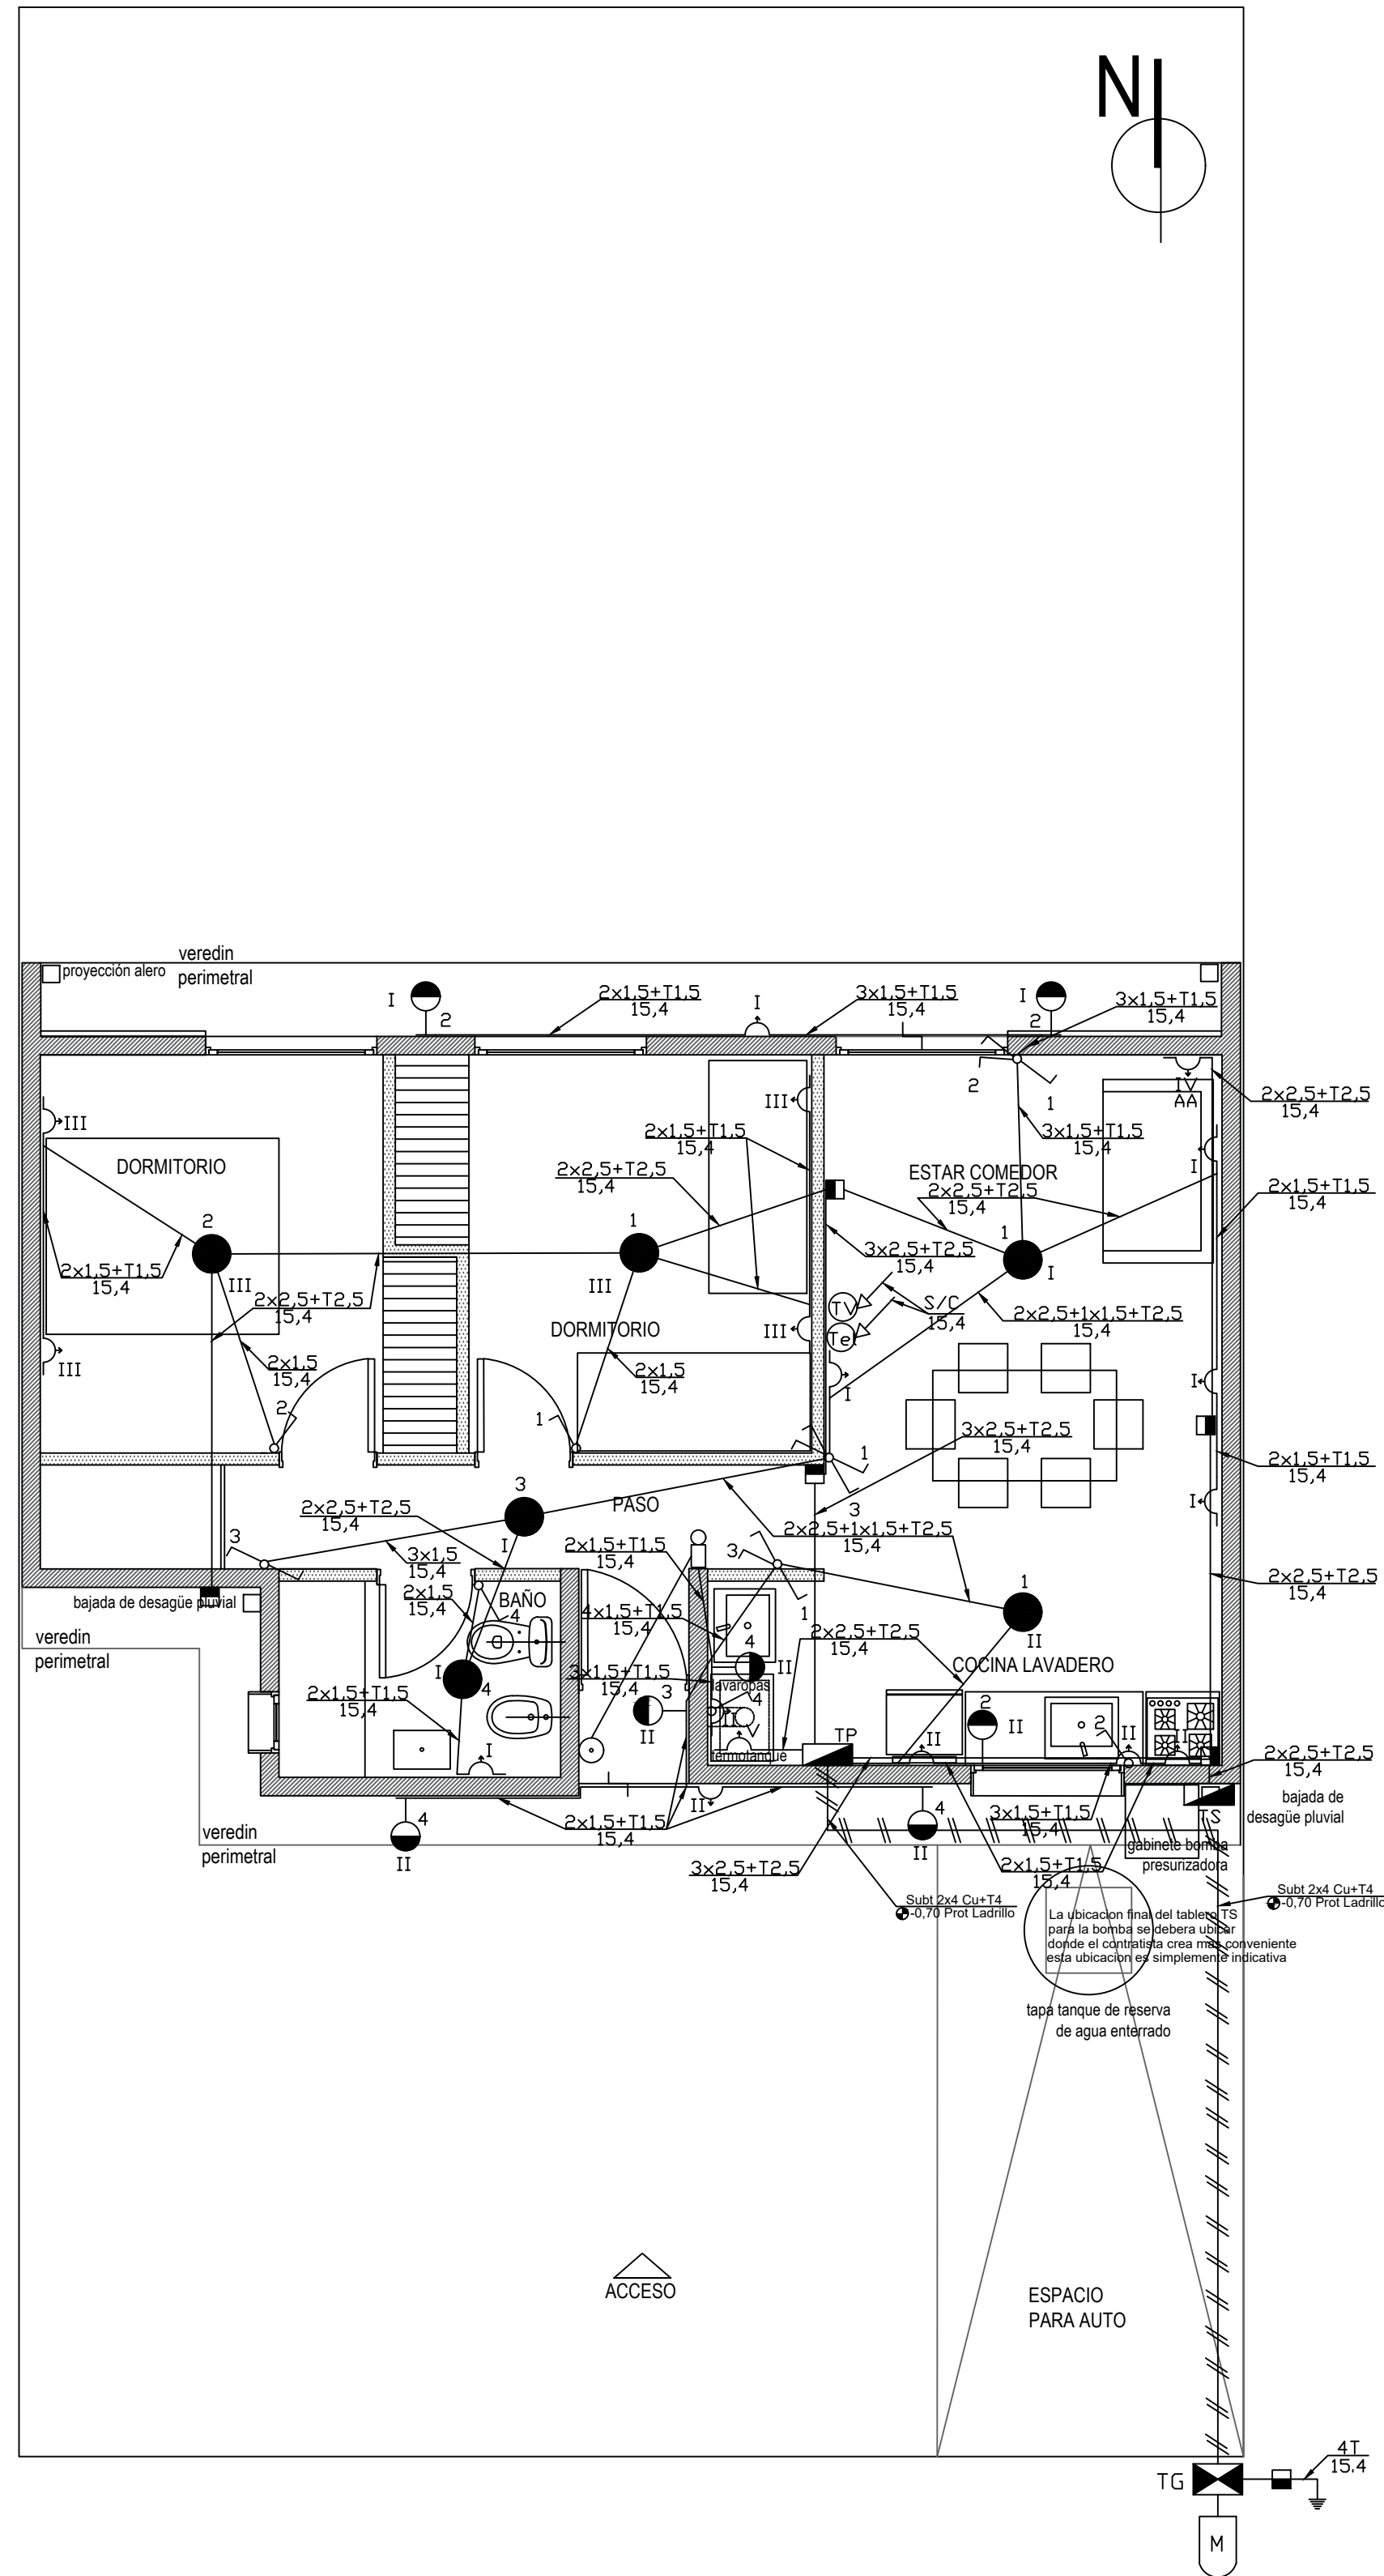 N
veredin
perimetral
proyección alero
I
2
2x1,5+T1,5
15,4
I
3x1,5+T1,5
15,4
I
2
3x1,5+T1,5
15,4
2
1
IV
AA
2x2,5+T2,5
15,4
III
III
2x1,5+T1,5
15,4
3x1,5+T1,5
15,4
I
DORMITORIO
2x2,5+T2,5
15,4
ESTAR COMEDOR
2x2,5+T2,5
15,4
2x1,5+T1,5
15,4
2
III
1
III
1
I
3x2,5+T2,5
15,4
2x1,5+T1,5
15,4
2x2,5+T2,5
15,4
TV
S/C
15,4
2x2,5+1x1,5+T2,5
15,4
DORMITORIO
III
Tel
III
2x1,5
15,4
2x1,5
15,4
I
I
2
1
3x2,5+T2,5
15,4
1
2x1,5+T1,5
15,4
3
PASO
3
I
2x2,5+T2,5
15,4
I
2x2,5+1x1,5+T2,5
15,4
3
3x1,5
15,4
2x1,5+T1,5
15,4
3
1
2x2,5+T2,5
15,4
bajada de desagüe pluvial
2x1,5
15,4
BAÑO
4
4x1,5+T1,5
15,4
1
II
2x2,5+T2,5
15,4
veredin
perimetral
I
4
3x1,5+T1,5
15,4
4
II
COCINA LAVADERO
lavaropas
4
2x1,5+T1,5
15,4
3
II
2
II
2
II
II
II
termotanque
TP
I
2x2,5+T2,5
15,4
bajada de
desagüe pluvial
4
II
2x1,5+T1,5
15,4
II
4
II
3x1,5+T1,5
15,4
TS
gabinete bomba
presurizadora
veredin
perimetral
3x2,5+T2,5
15,4
2x1,5+T1,5
15,4
Subt 2x4 Cu+T4
-0,70 Prot Ladrillo
Subt 2x4 Cu+T4
-0,70 Prot Ladrillo
La ubicacion final del tablero TS
para la bomba se debera ubicar
donde el contratista crea mas conveniente
esta ubicacion es simplemente indicativa
tapa tanque de reserva
de agua enterrado
ACCESO
ESPACIO
PARA AUTO
TG
4T
15.4
M